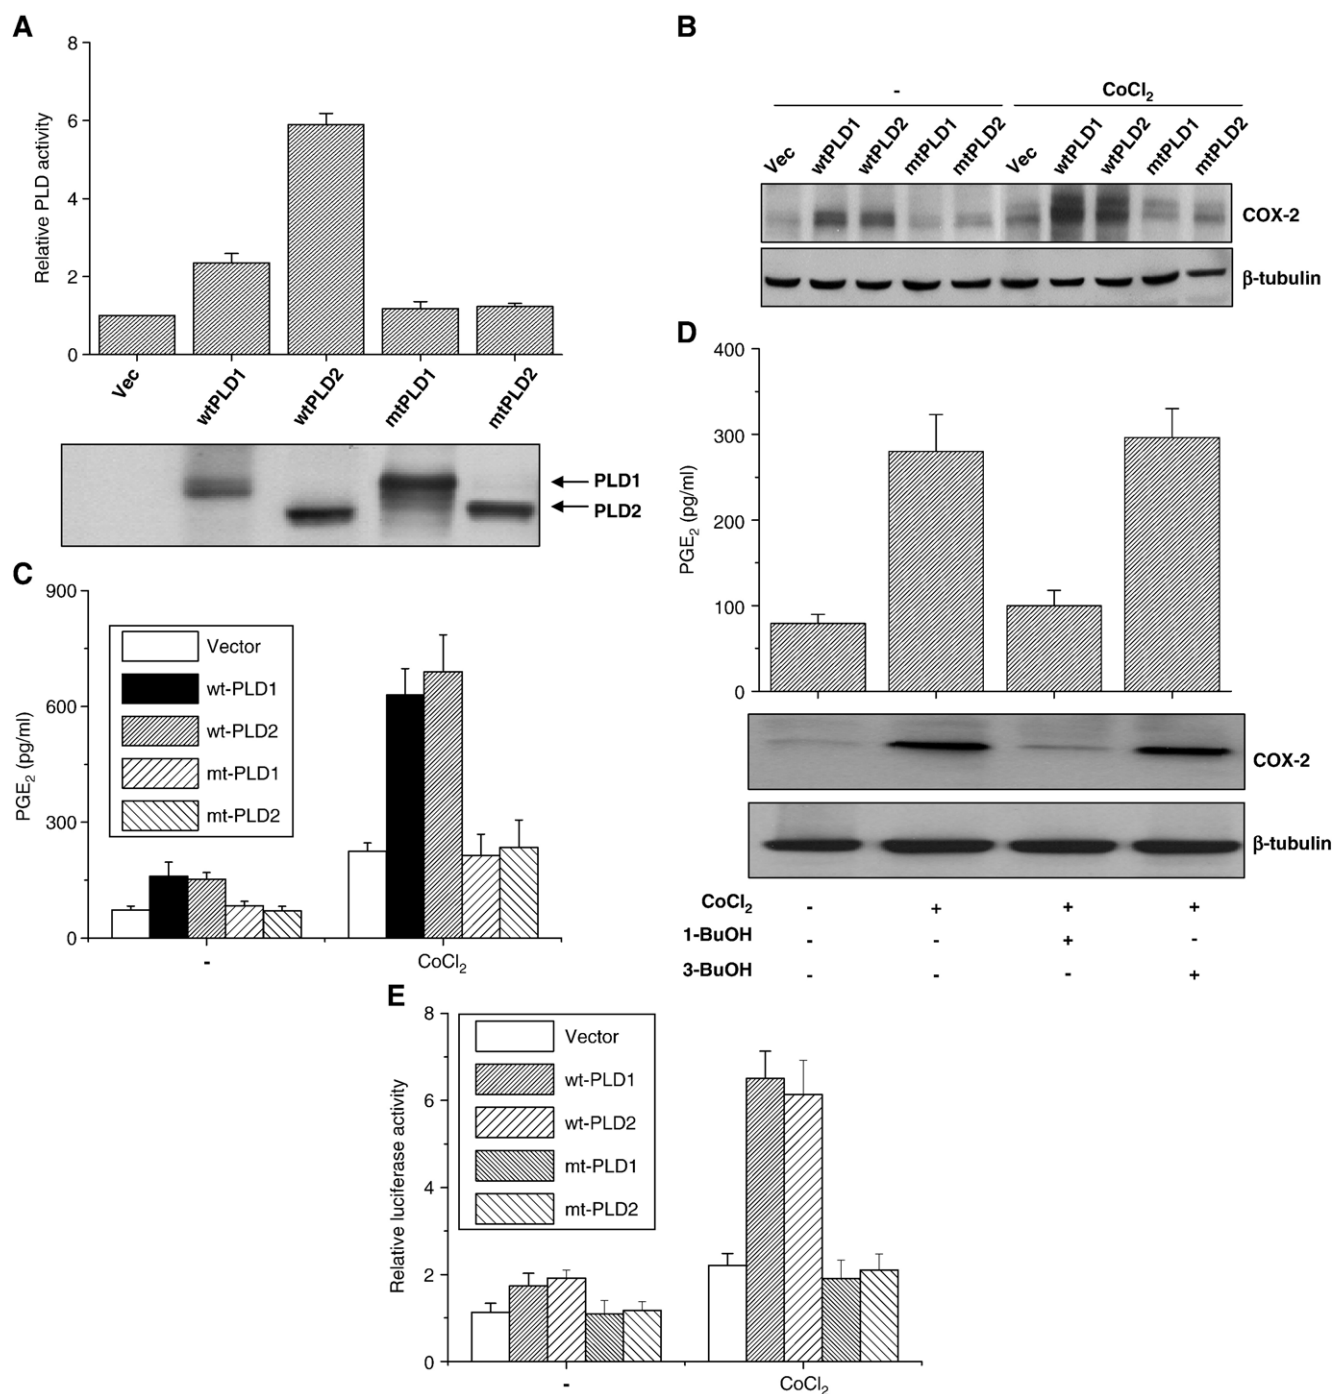 A
8
6
4
2
0
Relative PLD activity
Vec
wtPLD1
wtPLD2
mtPLD1
mtPLD2
PLD1
PLD2
B
-
CoCl₂
Vec
wtPLD1
wtPLD2
mtPLD1
mtPLD2
Vec
wtPLD1
wtPLD2
mtPLD1
mtPLD2
COX-2
β-tubulin
C
900
600
300
0
PGE₂ (pg/ml)
Vector
wt-PLD1
wt-PLD2
mt-PLD1
mt-PLD2
-
CoCl₂
D
400
300
200
100
0
PGE₂ (pg/ml)
COX-2
β-tubulin
CoCl₂ - + + +
1-BuOH - - + -
3-BuOH - - - +
E
8
6
4
2
0
Relative luciferase activity
Vector
wt-PLD1
wt-PLD2
mt-PLD1
mt-PLD2
-
CoCl₂